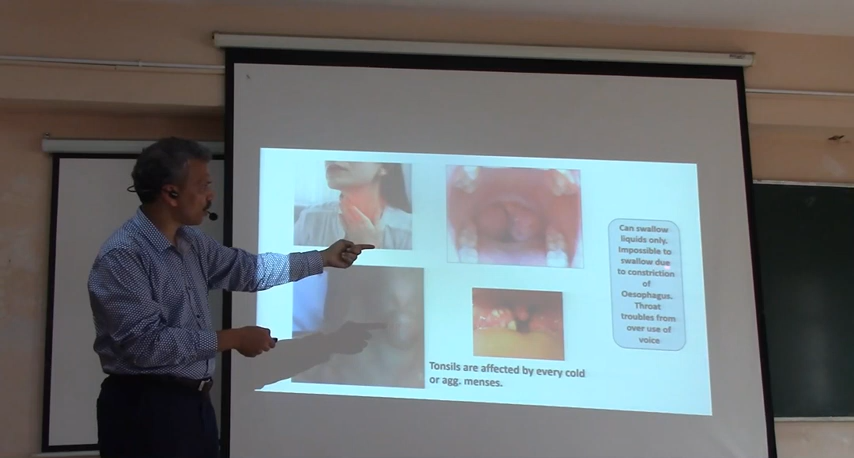 Can swallow
liquids only.
Impossible to
swallow due
to constriction
of
Oesophagus.
Throat
troubles from
over use of
voice
Tonsils are affected by every cold
or agg. menses.